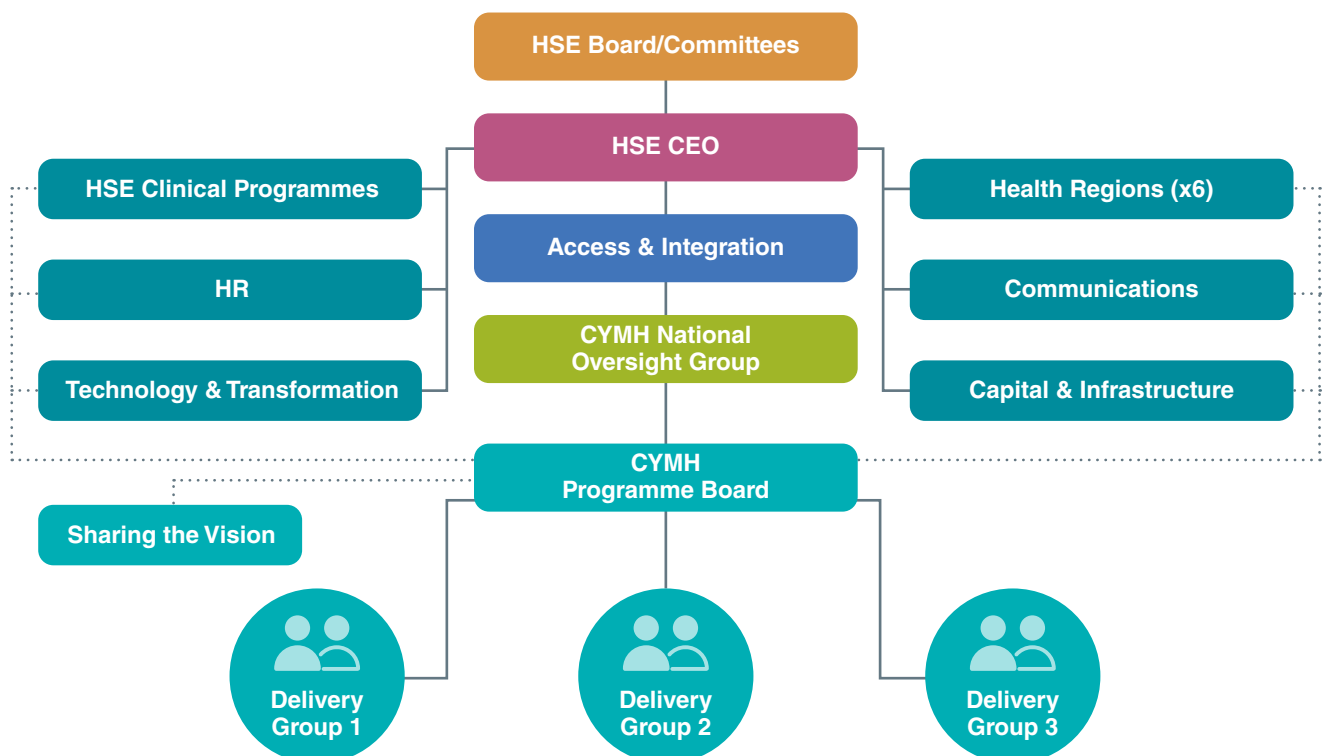 HSE Board/Committees
HSE CEO
HSE Clinical Programmes
Health Regions (x6)
Access & Integration
HR
Communications
CYMH National
Oversight Group
Technology & Transformation
Capital & Infrastructure
CYMH
Programme Board
Sharing the Vision
Delivery
Group 1
Delivery
Group 2
Delivery
Group 3